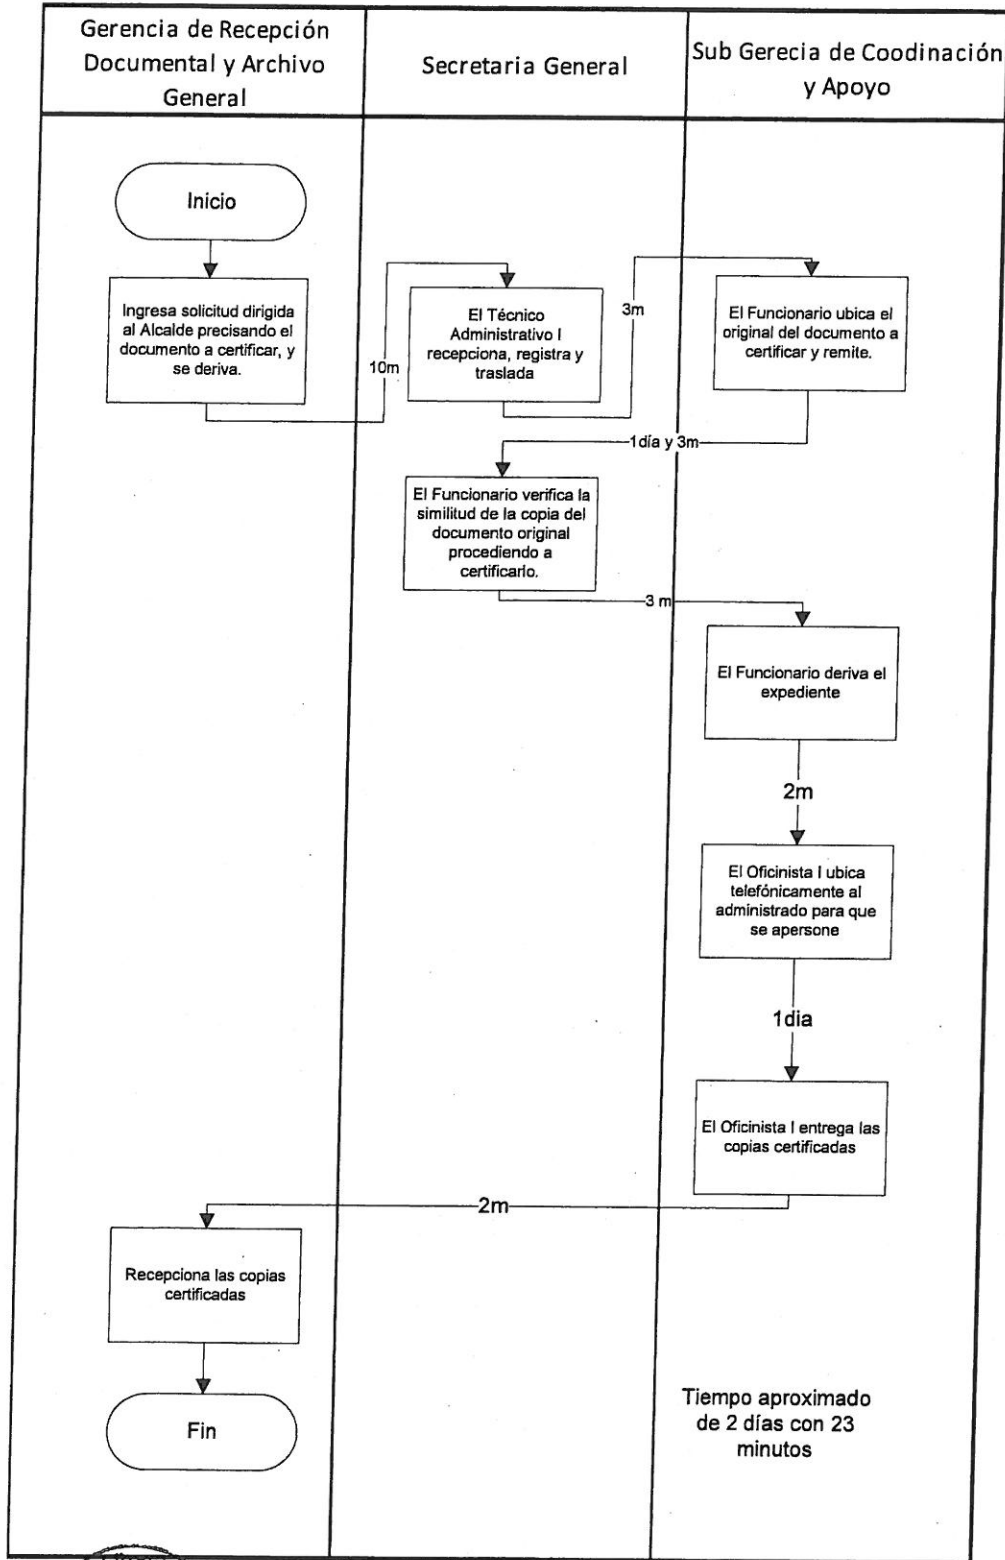 Gerencia de Recepción
Documental y Archivo
General
Secretaria General
Sub Gerecia de Coodinación
y Apoyo
Inicio
Ingresa solicitud dirigida
al Alcalde precisando el
documento a certificar, y
se deriva.
10m
El Técnico
Administrativo I
recepciona, registra y
traslada
3m
El Funcionario ubica el
original del documento a
certificar y remite.
1día y 3m
El Funcionario verifica la
similitud de la copia del
documento original
procediendo a
certificarlo.
3 m
El Funcionario deriva el
expediente
2m
El Oficinista I ubica
telefónicamente al
administrado para que
se apersone
1dia
El Oficinista I entrega las
copias certificadas
2m
Recepciona las copias
certificadas
Fin
Tiempo aproximado
de 2 días con 23
minutos